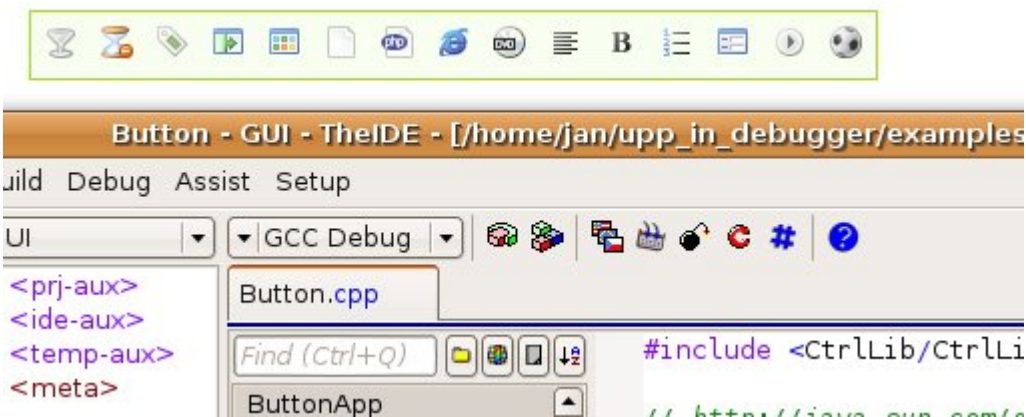 php
DVD
B
Button - GUI - TheIDE - [/home/jan/upp_in_debugger/examples
uild Debug Assist Setup
UI GCC Debug C # ?
<prj-aux>
<ide-aux>
<temp-aux>
<meta>
Button.cpp
Find (Ctrl+Q)
ButtonApp
#include <CtrlLib/CtrlLi